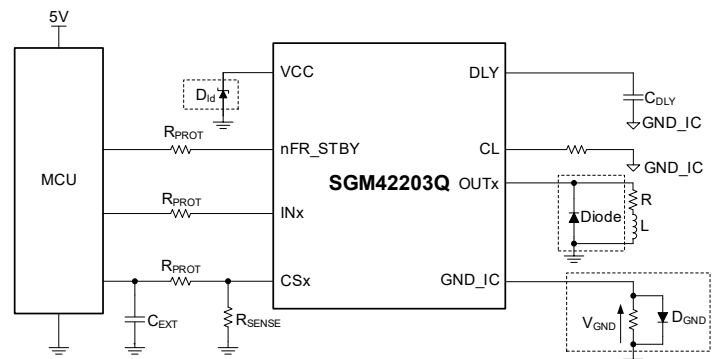 5V
MCU
VCC
DLY
D_ld
C_DLY
GND_IC
R_PROT
nFR_STBY
CL
GND_IC
SGM42203Q
OUTx
R
Diode
L
R_PROT
INx
R_PROT
CSx
GND_IC
C_EXT
R_SENSE
V_GND
D_GND